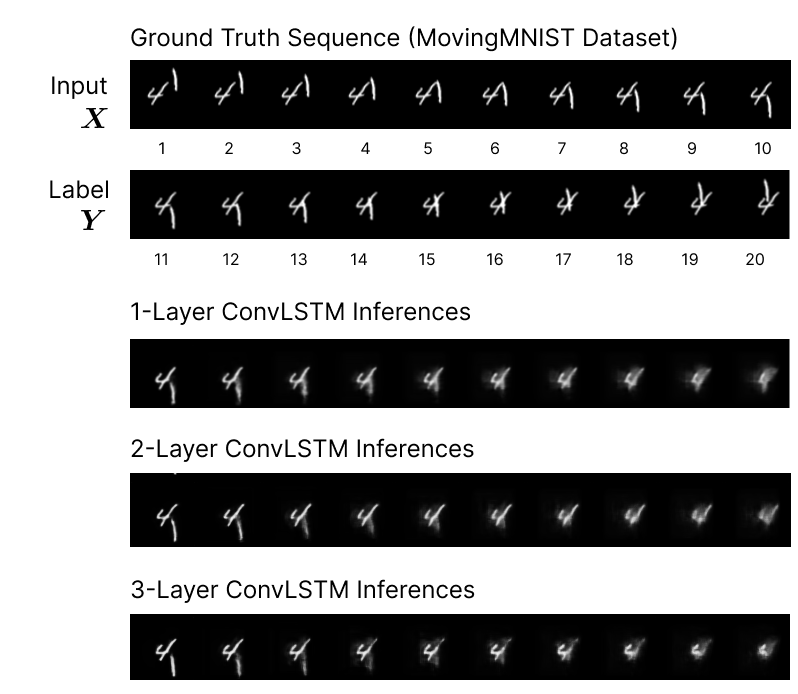 Ground Truth Sequence (MovingMNIST Dataset)
Input
X
1 2 3 4 5 6 7 8 9 10
Label
Y
11 12 13 14 15 16 17 18 19 20
1-Layer ConvLSTM Inferences
2-Layer ConvLSTM Inferences
3-Layer ConvLSTM Inferences